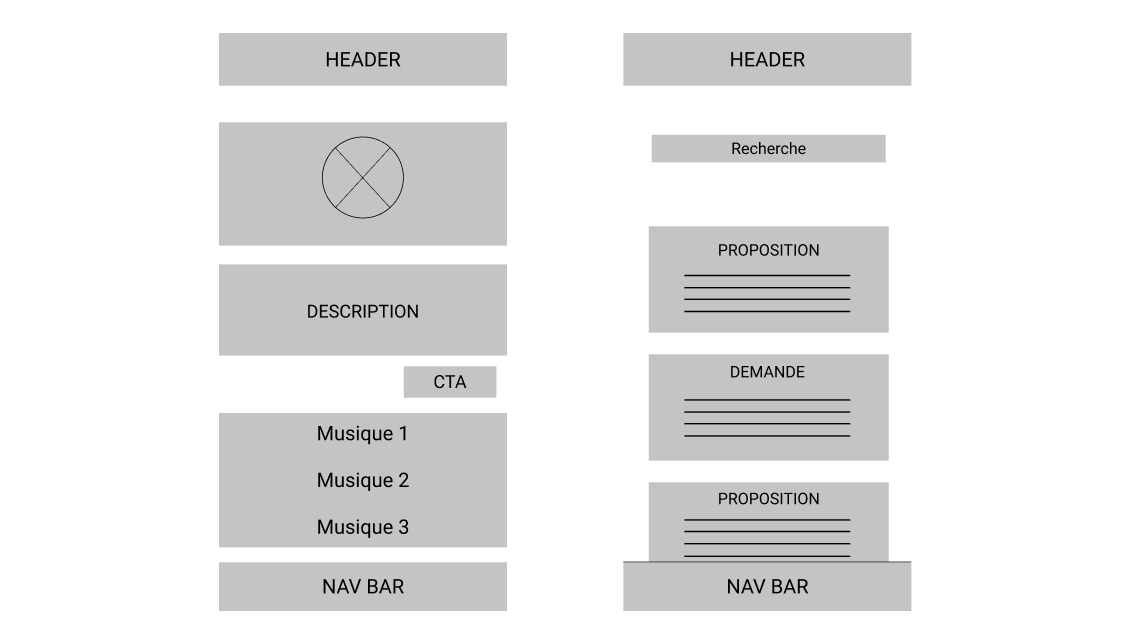 HEADER
DESCRIPTION
CTA
Musique 1
Musique 2
Musique 3
NAV BAR
HEADER
Recherche
PROPOSITION
DEMANDE
PROPOSITION
NAV BAR